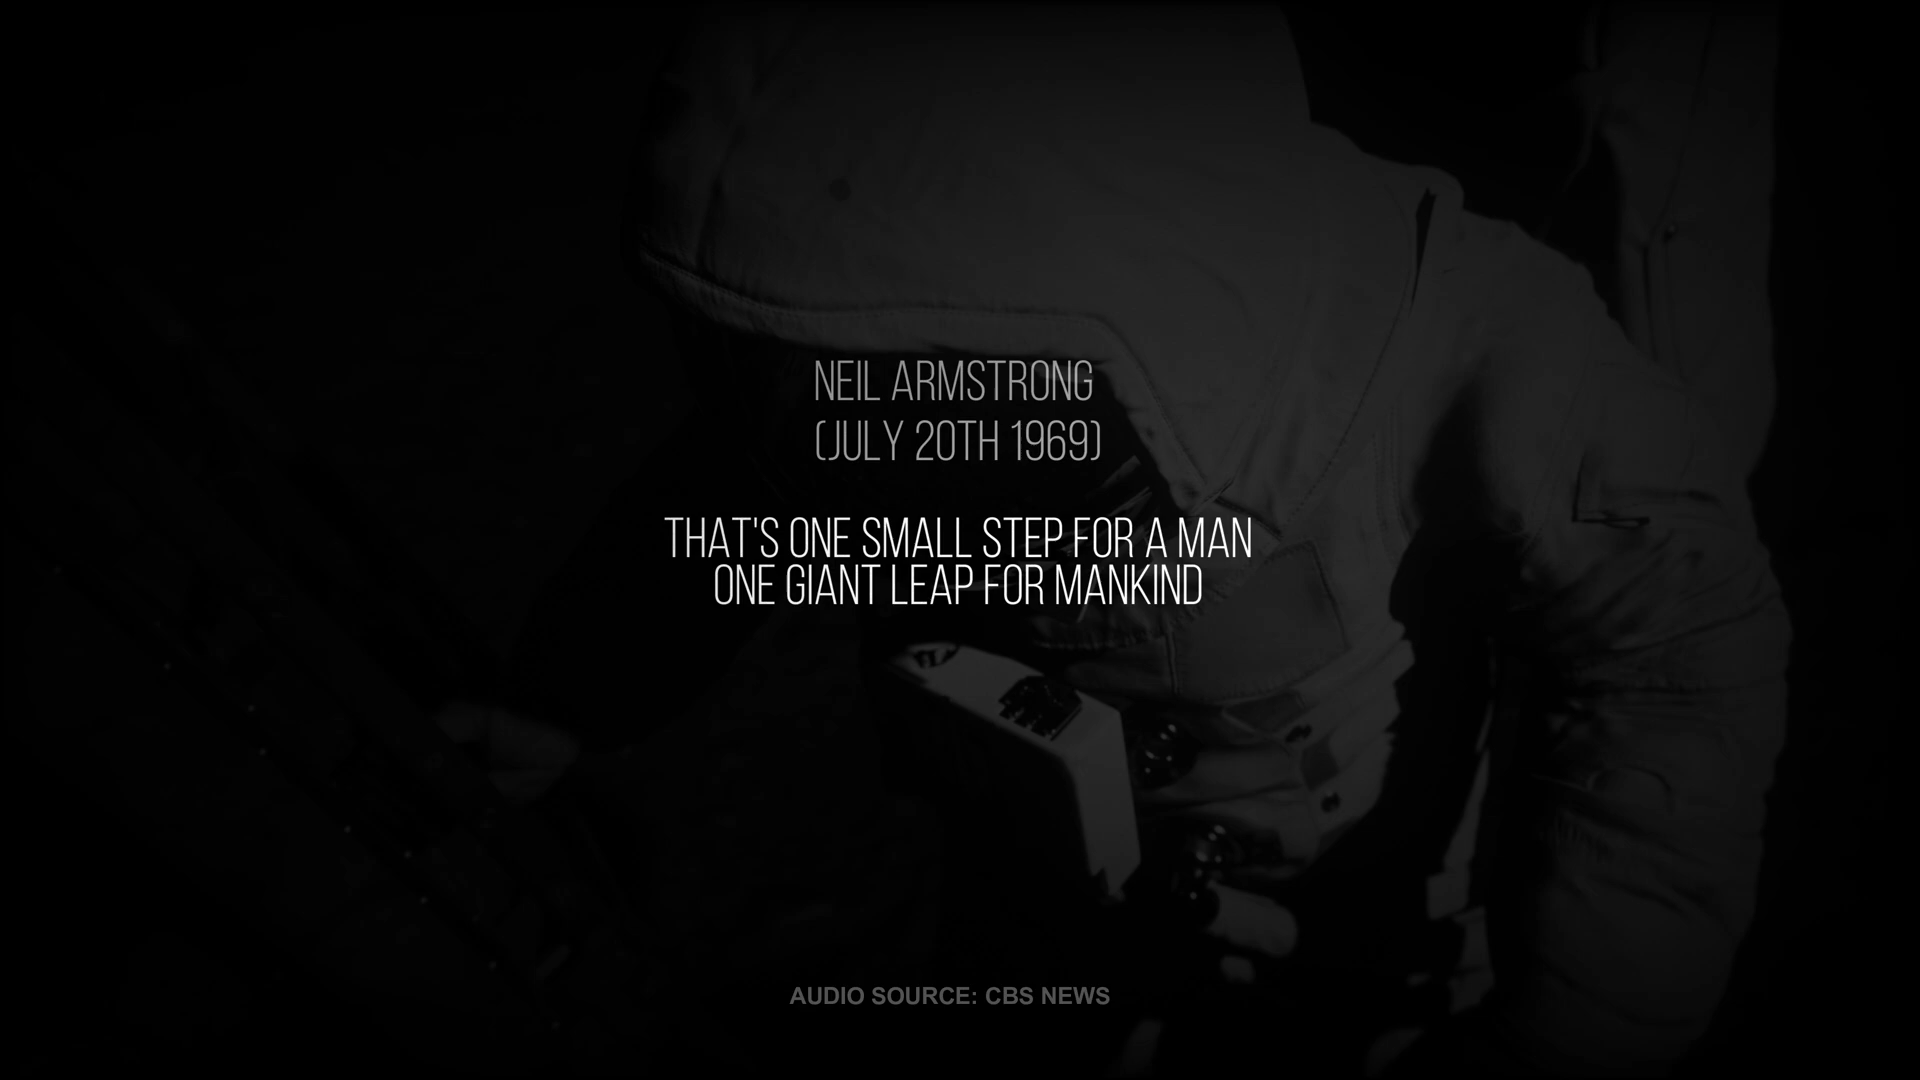 NEIL ARMSTRONG
(JULY 20TH 1969)
THAT'S ONE SMALL STEP FOR A MAN
ONE GIANT LEAP FOR MANKIND
AUDIO SOURCE: CBS NEWS